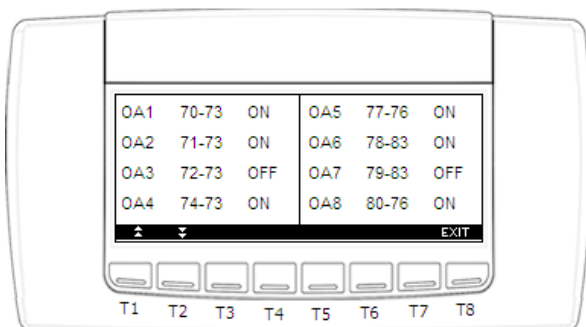 OA1 70-73 ON OA5 77-76 ON
OA2 71-73 ON OA6 78-83 ON
OA3 72-73 OFF OA7 79-83 OFF
OA4 74-73 ON OA8 80-76 ON
EXIT
T1 T2 T3 T4 T5 T6 T7 T8